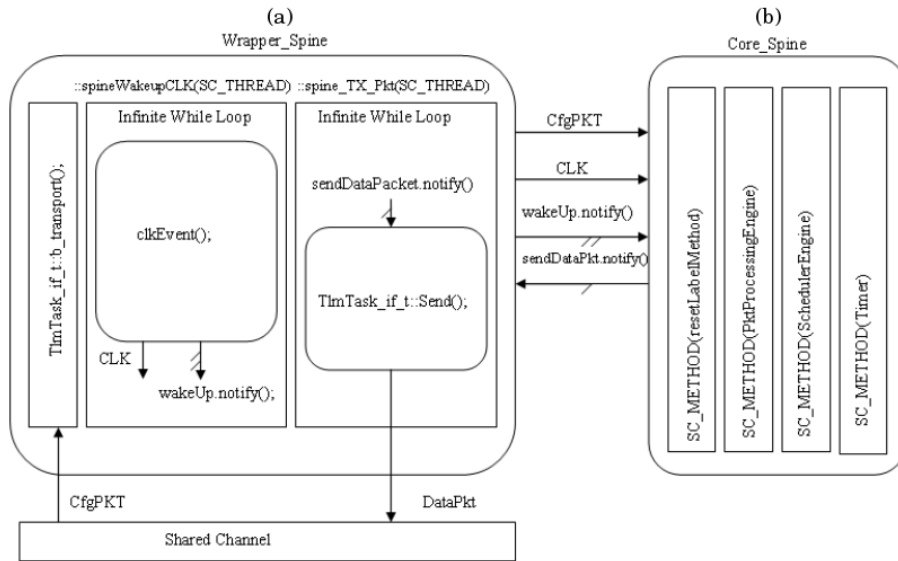 (a)
(b)
Wrapper_Spine
Core_Spine
::spineWakeupCLK(SC_THREAD)
::spine_TX_Pkt(SC_THREAD)
TlmTask_if_t::b_transport();
Infinite While Loop
clkEvent();
CLK
wakeUp.notify();
Infinite While Loop
sendDataPacket.notify()
TlmTask_if_t::Send();
CfgPKT
CLK
wakeUp.notify()
sendDataPkt.notify()
SC_METHOD(resetLabelMethod)
SC_METHOD(PktProcessingEngine)
SC_METHOD(SchedulerEngine)
SC_METHOD(Timer)
CfgPKT
DataPkt
Shared Channel